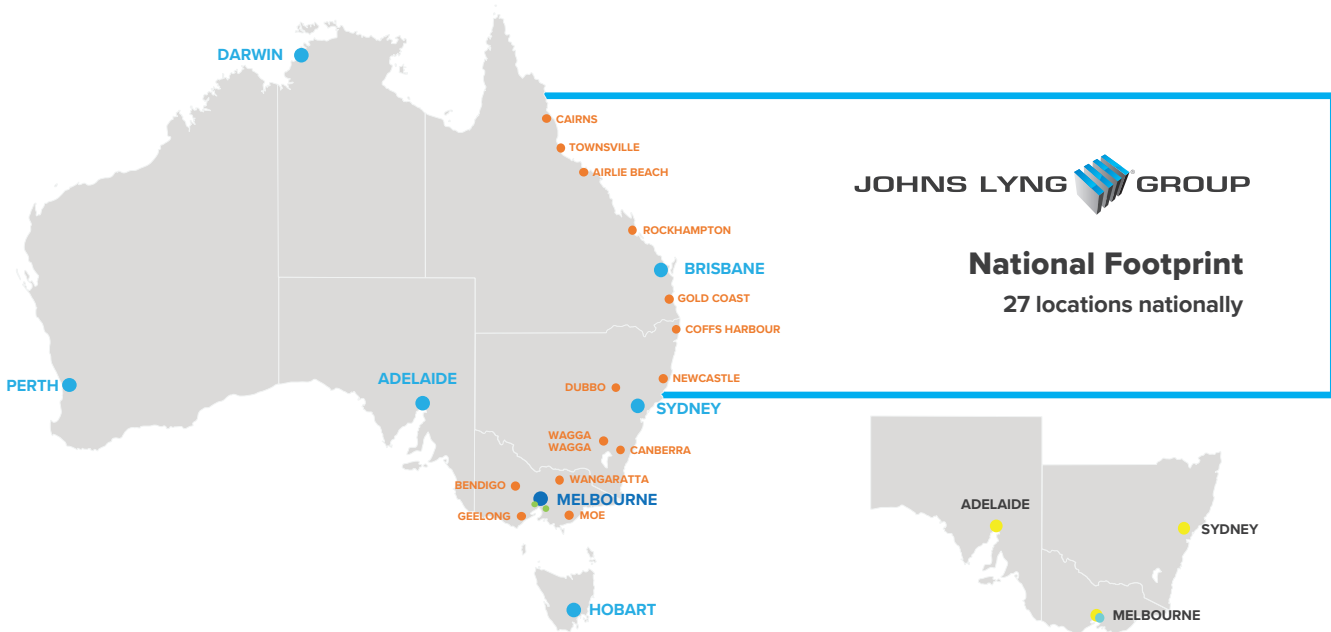 DARWIN
CAIRNS
TOWNSVILLE
AIRLIE BEACH
JOHNS LYNG GROUP
ROCKHAMPTON
National Footprint
BRISBANE
GOLD COAST
27 locations nationally
COFFS HARBOUR
PERTH
ADELAIDE
NEWCASTLE
DUBBO
SYDNEY
WAGGA
WAGGA
CANBERRA
WANGARATTA
BENDIGO
MELBOURNE
GEELONG
MOE
HOBART
ADELAIDE
SYDNEY
MELBOURNE